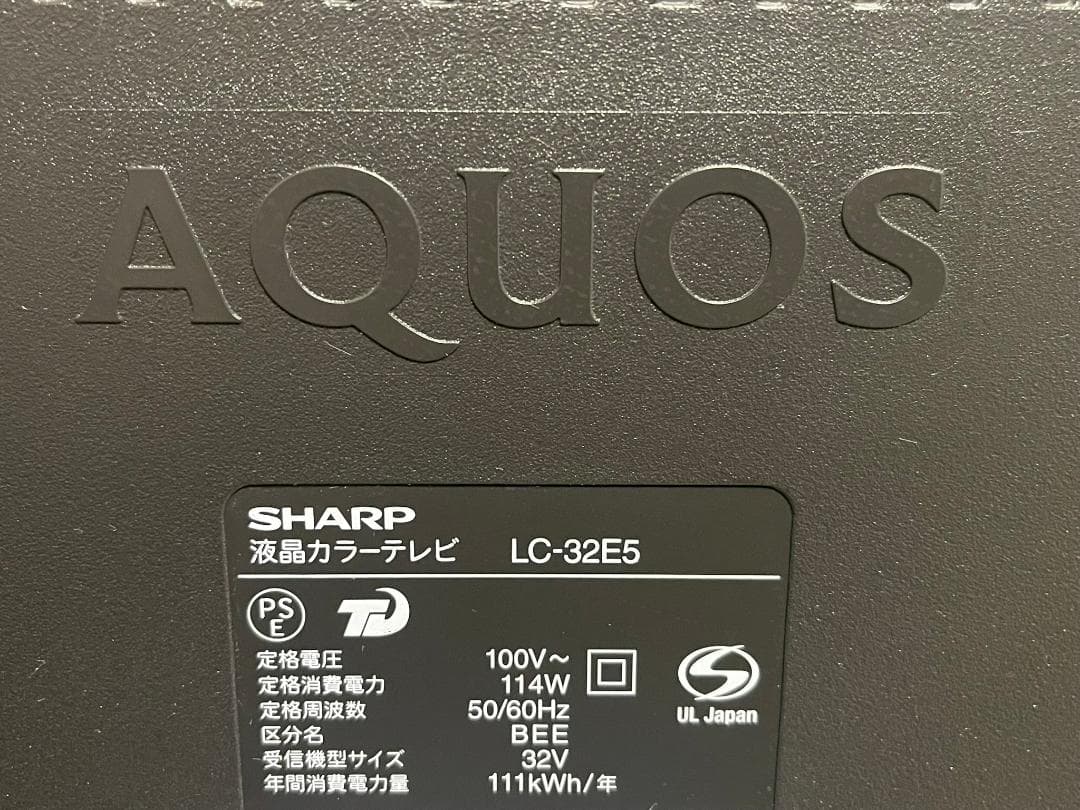 AQUOS
SHARP
液晶カラーテレビ LC-32E5
PSE
定格電圧 100V～
定格消費電力 114W
定格周波数 50/60Hz
区分名 BEE
受信機型サイズ 32V
年間消費電力量 111kWh/年
UL Japan